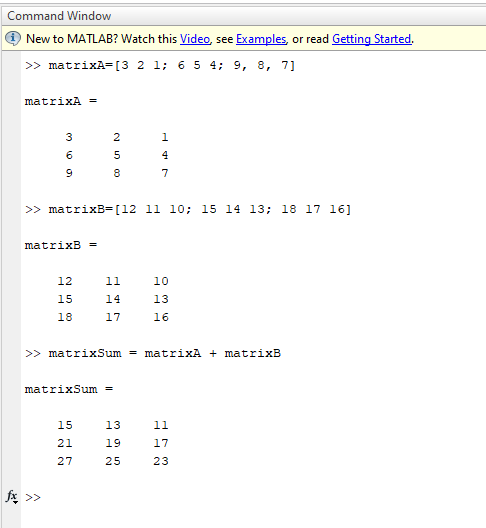 Command Window
New to MATLAB? Watch this Video, see Examples, or read Getting Started.
>> matrixA=[3 2 1; 6 5 4; 9, 8, 7]
matrixA =
3 2 1
6 5 4
9 8 7
>> matrixB=[12 11 10; 15 14 13; 18 17 16]
matrixB =
12 11 10
15 14 13
18 17 16
>> matrixSum = matrixA + matrixB
matrixSum =
15 13 11
21 19 17
27 25 23
fx >>